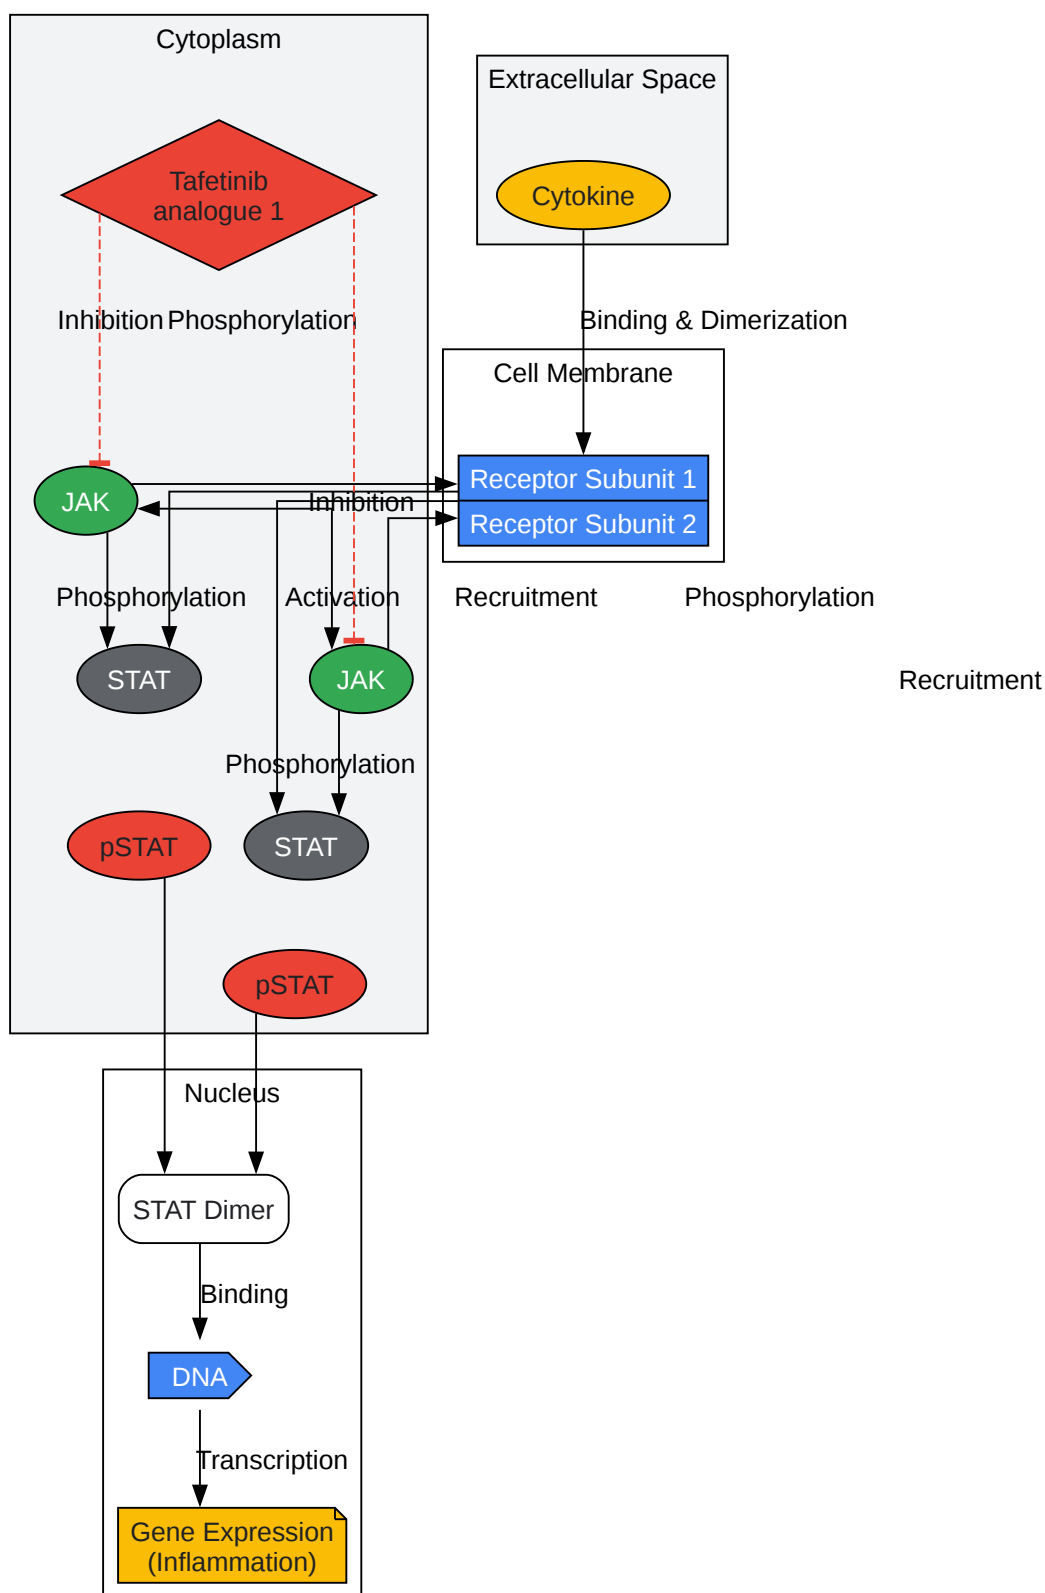 Cytoplasm
Extracellular Space
Tafetinib
analogue 1
Cytokine
Inhibition
Phosphorylation
Binding & Dimerization
Cell Membrane
Receptor Subunit 1
JAK
Inhibition
Receptor Subunit 2
Phosphorylation
Activation
Recruitment
Phosphorylation
STAT
JAK
Recruitment
Phosphorylation
pSTAT
STAT
pSTAT
Nucleus
STAT Dimer
Binding
DNA
Transcription
Gene Expression
(Inflammation)